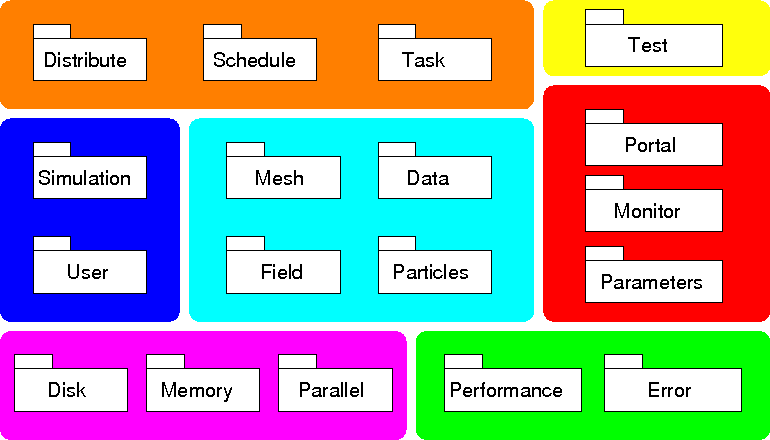 Distribute
Schedule
Task
Test
Simulation
User
Mesh
Data
Field
Particles
Portal
Monitor
Parameters
Disk
Memory
Parallel
Performance
Error